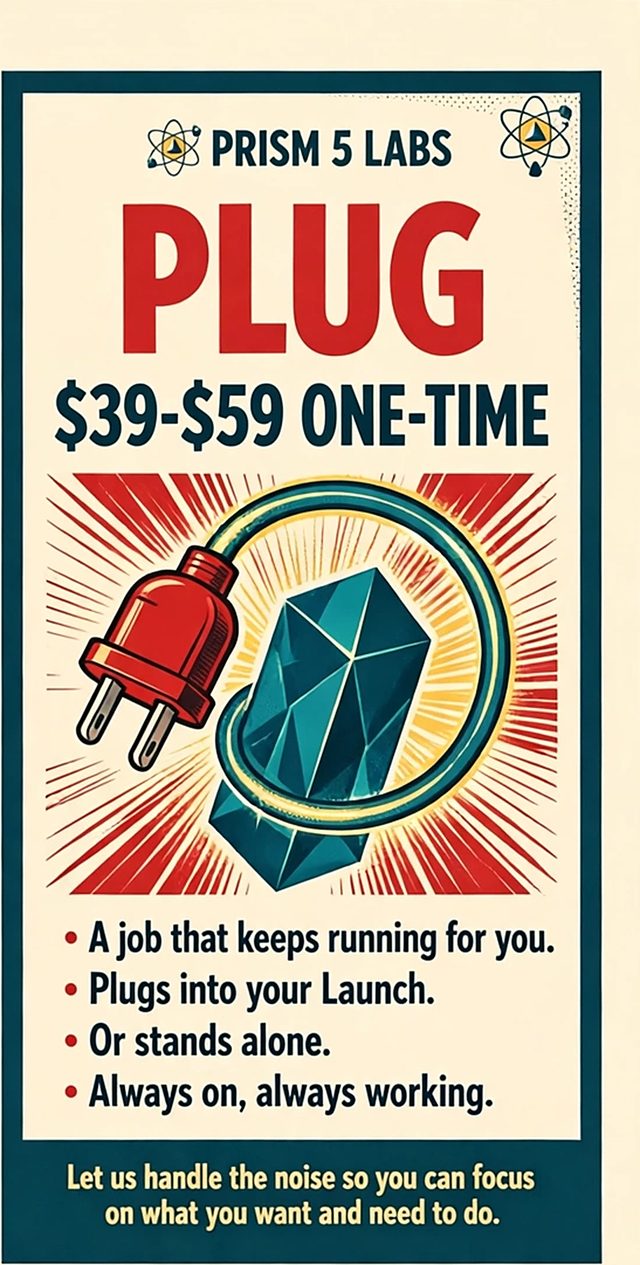 PRISM 5 LABS
PLUG
$39-$59 ONE-TIME
• A job that keeps running for you.
• Plugs into your Launch.
• Or stands alone.
• Always on, always working.
Let us handle the noise so you can focus
on what you want and need to do.